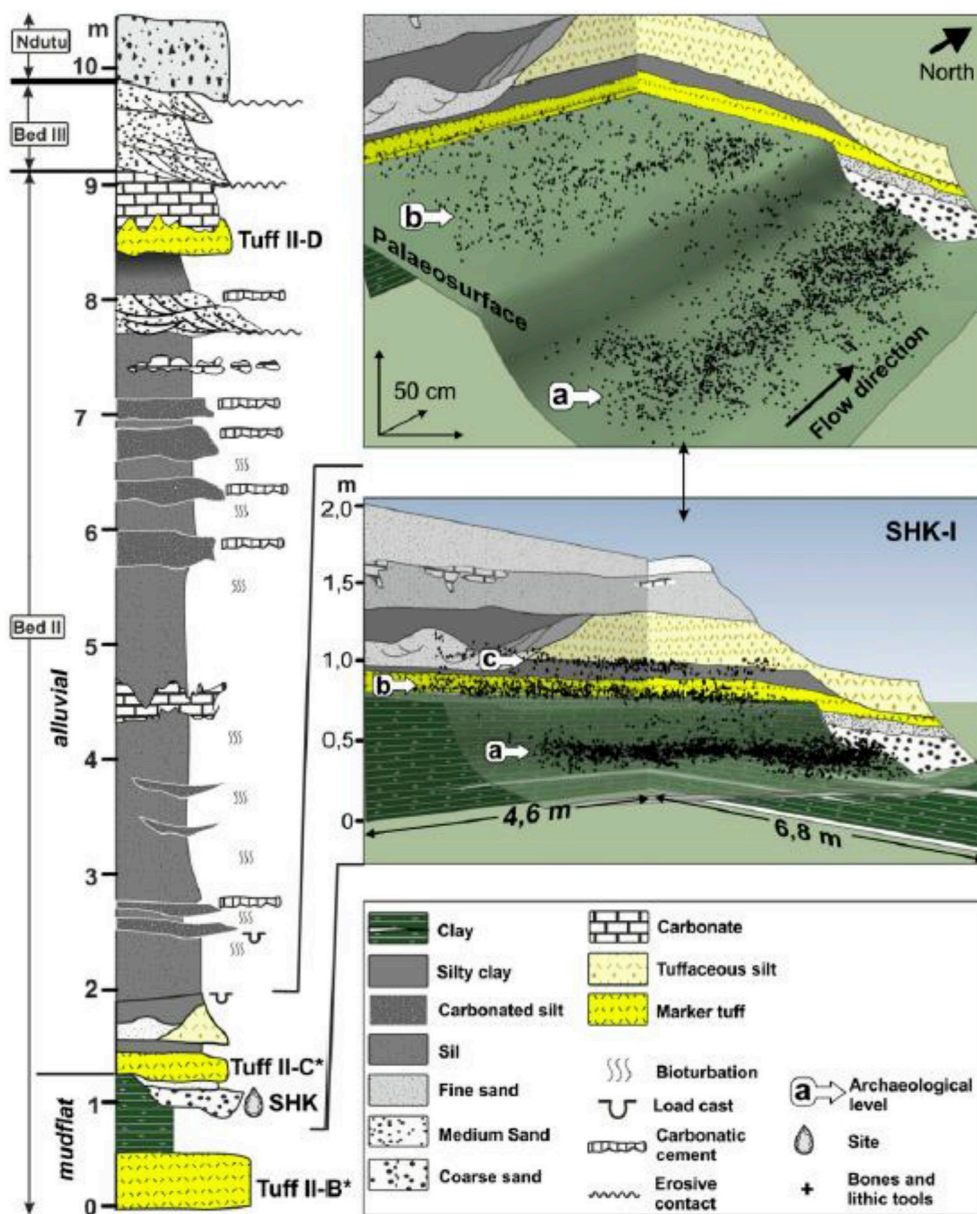 m
Ndutu
10
Bed III
9
Tuff II-D
8
7
6
Bed II
5
alluvial
4
3
2
Tuff II-C*
1
SHK
mudflat
Tuff II-B*
0
North
b
Palaeosurface
50 cm
a
Flow direction
m
2,0
SHK-I
1,5
1,0
c
b
0,5
a
0
4,6 m
6,8 m
Clay
Silty clay
Carbonated silt
Sil
Fine sand
Medium Sand
Coarse sand
Carbonate
Tuffaceous silt
Marker tuff
Bioturbation
Load cast
Carbonatic
cement
Erosive
contact
a
Archaeological
level
Site
Bones and
lithic tools